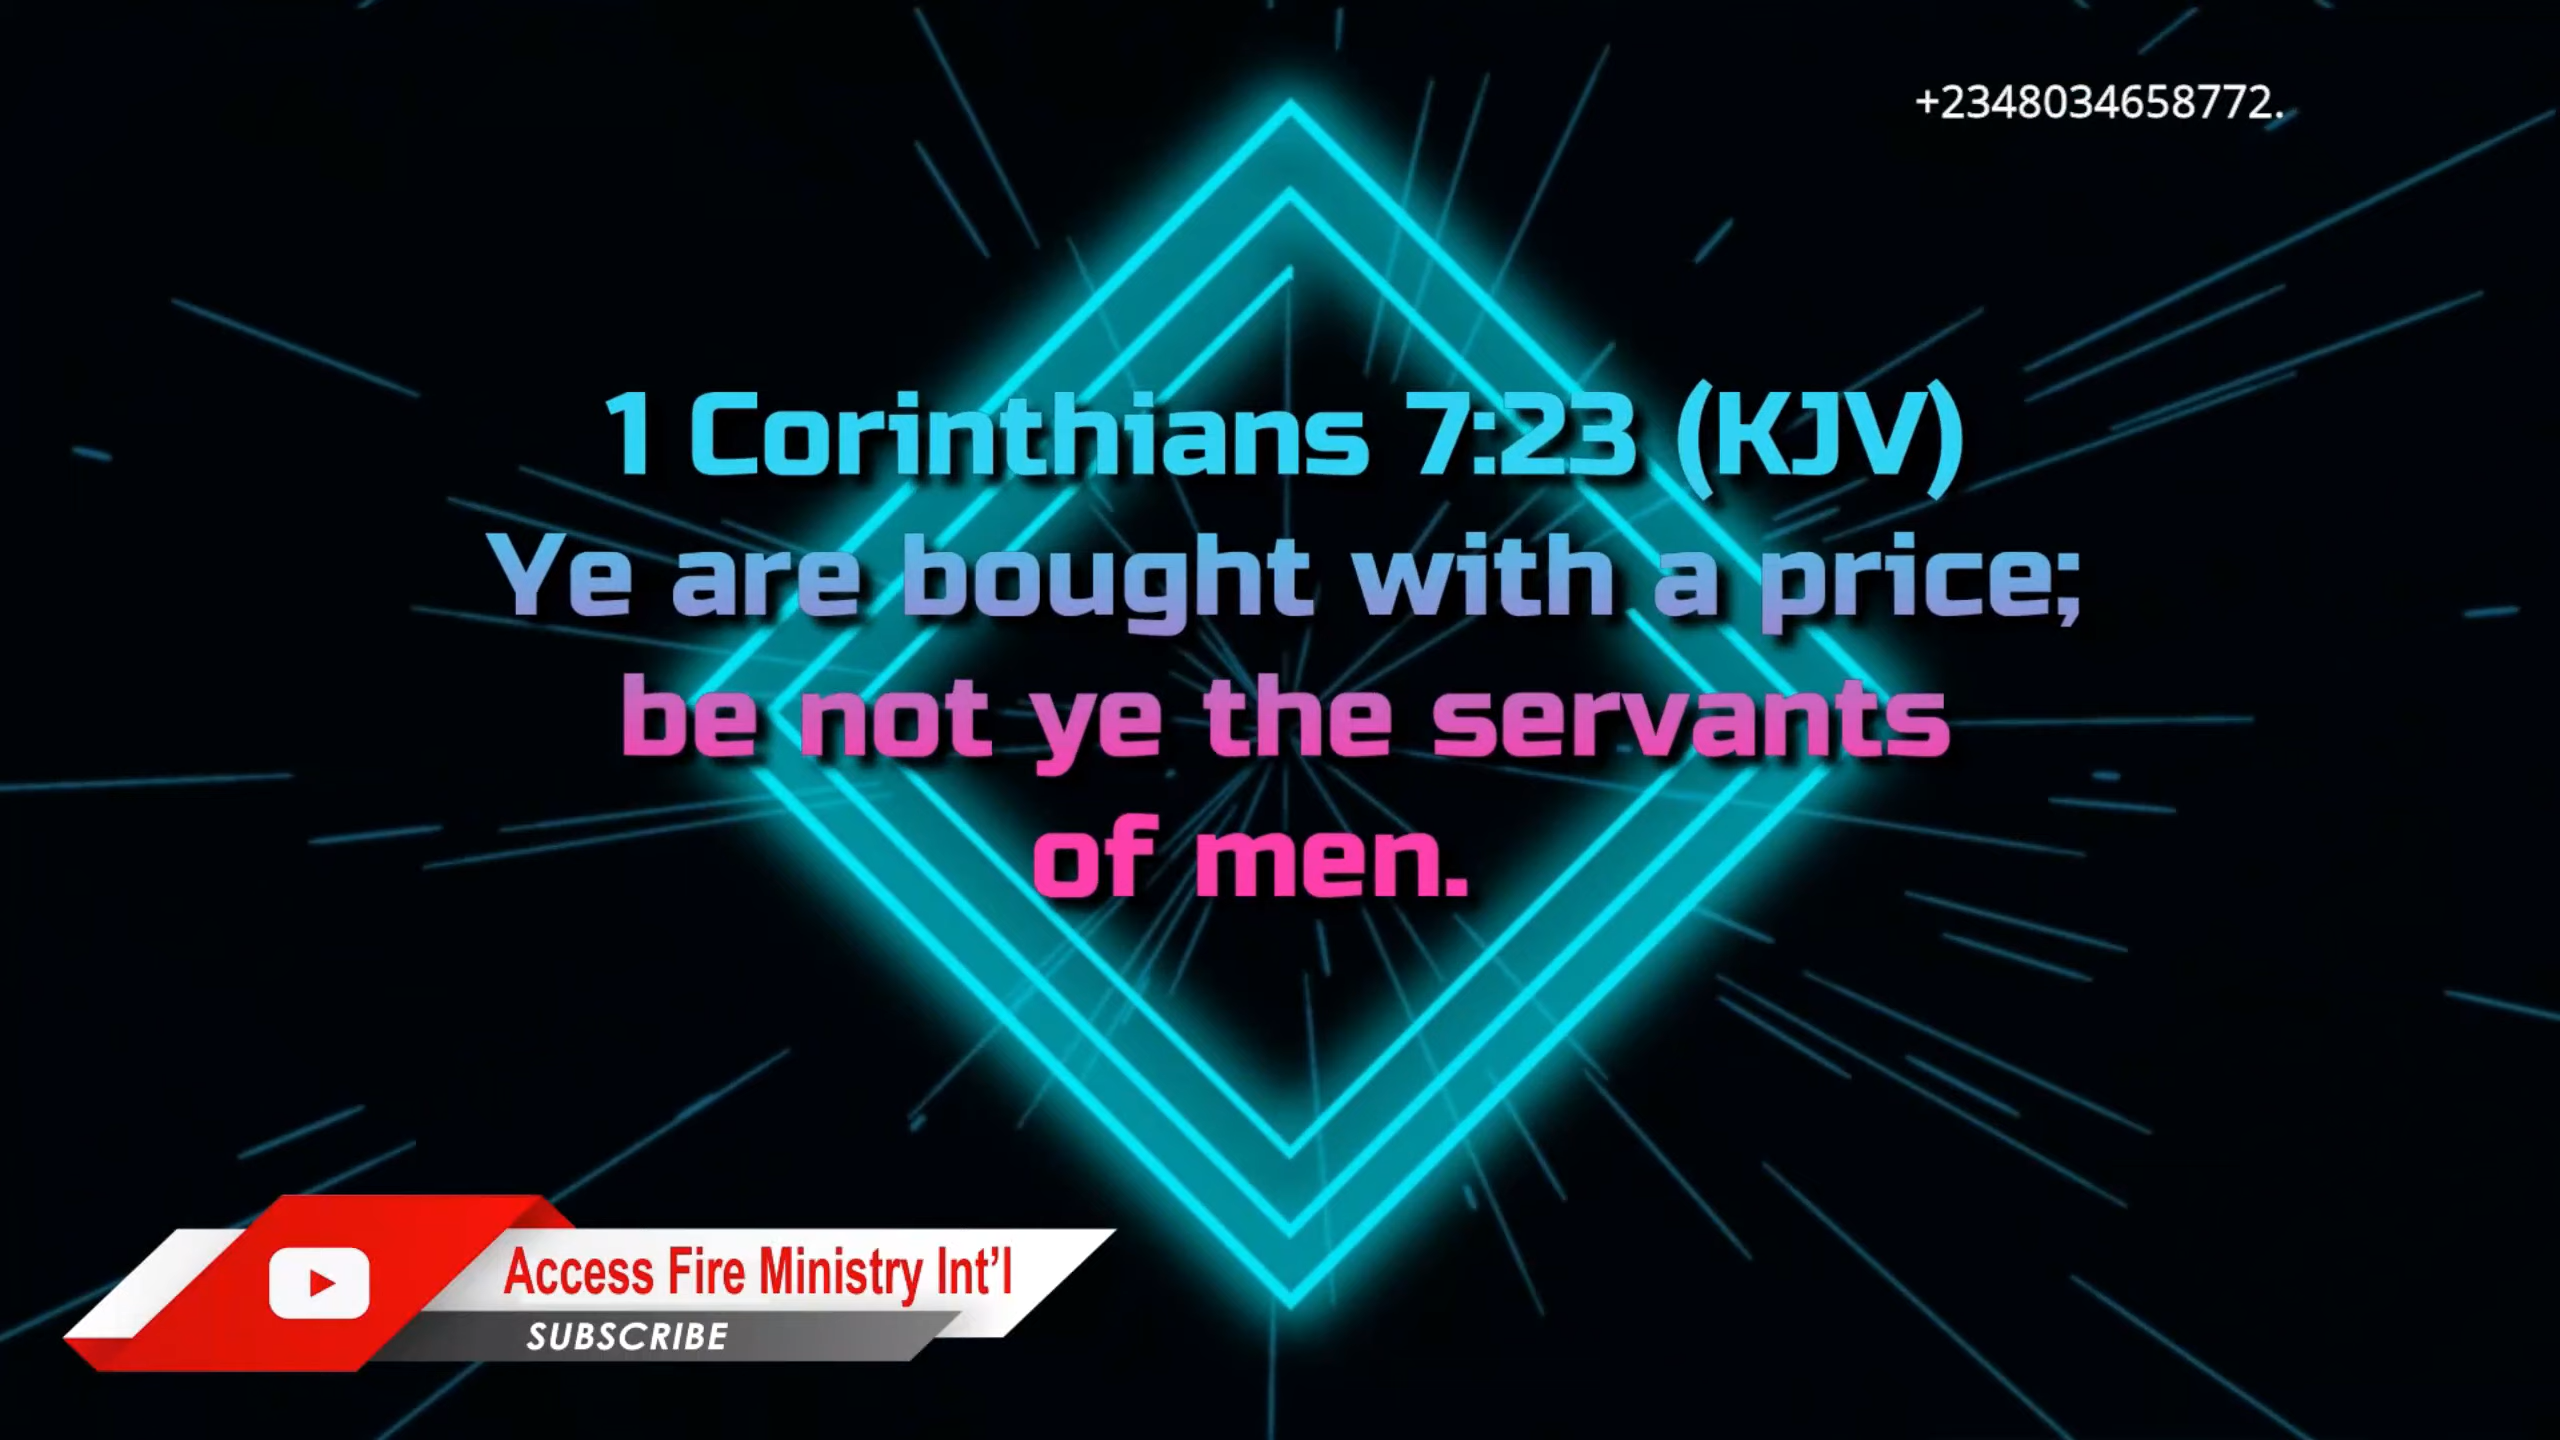 +2348034658772.
1 Corinthians 7:23 (KJV)
Ye are bought with a price;
be not ye the servants
of men.
Access Fire Ministry Int’l
SUBSCRIBE